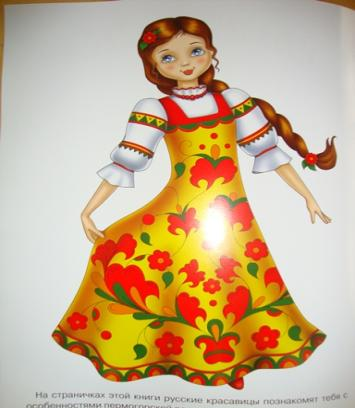 На страничках этой книги русские красавицы познакомят тебя с
особенностями пермогорской